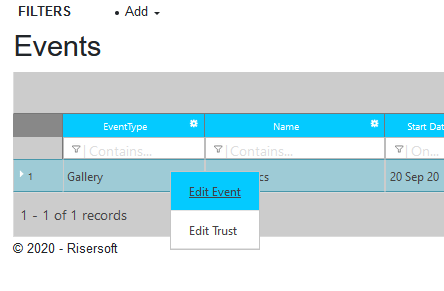 FILTERS • Add
Events
EventType Name Start Dat
Contains... Contains... On...
1 Gallery cs 20 Sep 20
Edit Event
Edit Trust
1 - 1 of 1 records
© 2020 - Risersoft